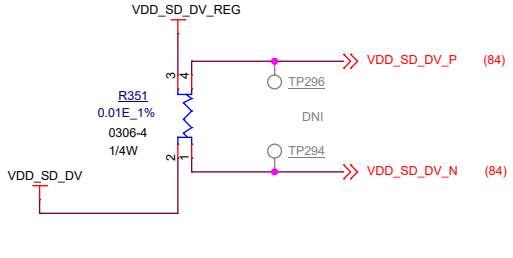 VDD_SD_DV_REG
VDD_SD_DV_P (84)
3 4
TP296
R351
0.01E_1%
DNI
0306-4
1/4W
TP294
2 1
VDD_SD_DV
VDD_SD_DV_N (84)